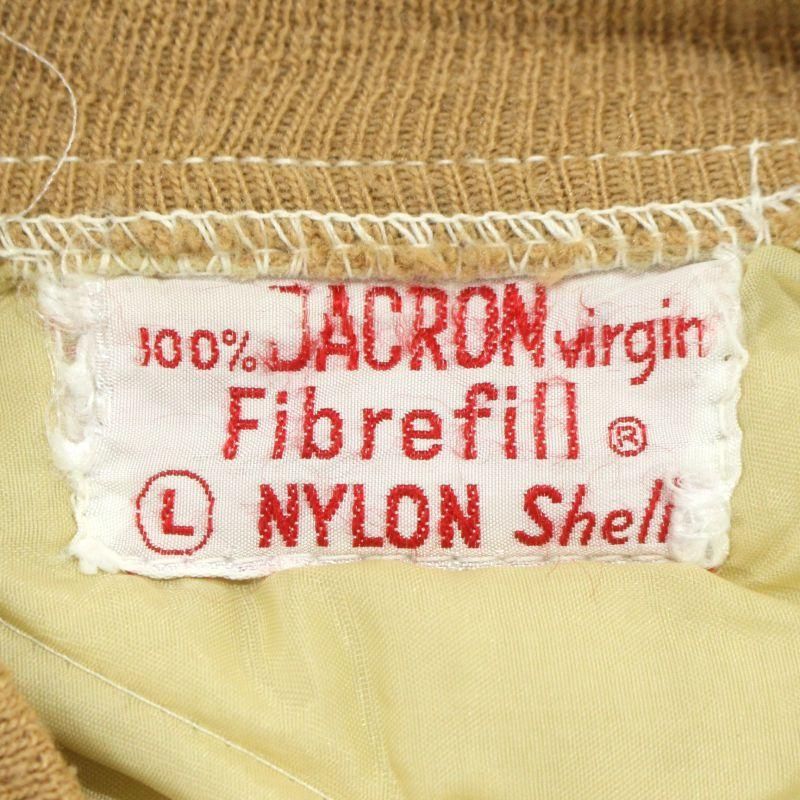 100% JACRON virgin
Fibrefill ®
L NYLON Shell